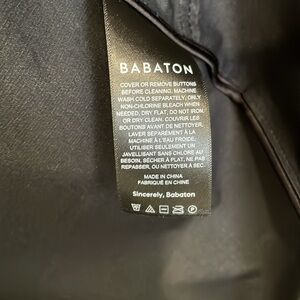 BABATON
COVER OR REMOVE BUTTONS
BEFORE CLEANING. MACHINE
WASH COLD SEPARATELY, ONLY
NON-CHLORINE BLEACH WHEN
NEEDED, DRY FLAT, DO NOT IRON,
OR DRY CLEAN. COUVRIR LES
BOUTONS AVANT DE NETTOYER.
LAVER SÉPARÉMENT À LA
MACHINE À L'EAU FROIDE.
UTILISER SEULEMENT UN
JAVELLISANT SANS CHLORE AU
BESOIN, SÉCHER À PLAT, NE PAS
REPASSER, OU NETTOYER À SEC.
MADE IN CHINA
FABRIQUÉ EN CHINE
Sincerely, Babaton